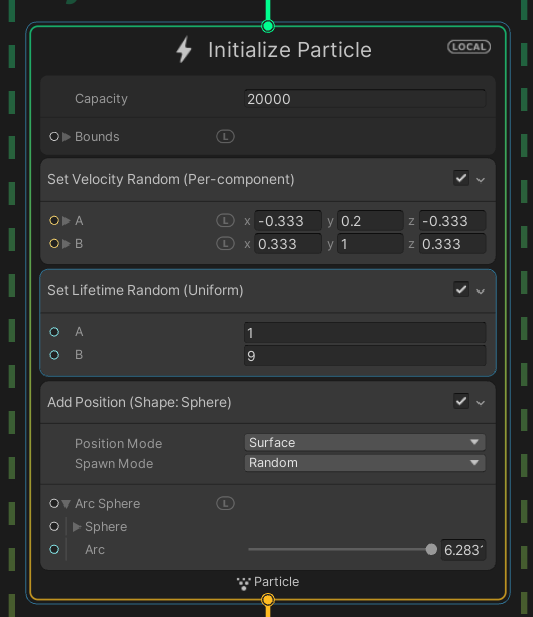 Initialize Particle LOCAL
Capacity 20000
Bounds L
Set Velocity Random (Per-component)
A L x -0.333 y 0.2 z -0.333
B L x 0.333 y 1 z 0.333
Set Lifetime Random (Uniform)
A 1
B 9
Add Position (Shape: Sphere)
Position Mode Surface
Spawn Mode Random
Arc Sphere L
Sphere
Arc 6.283
Particle